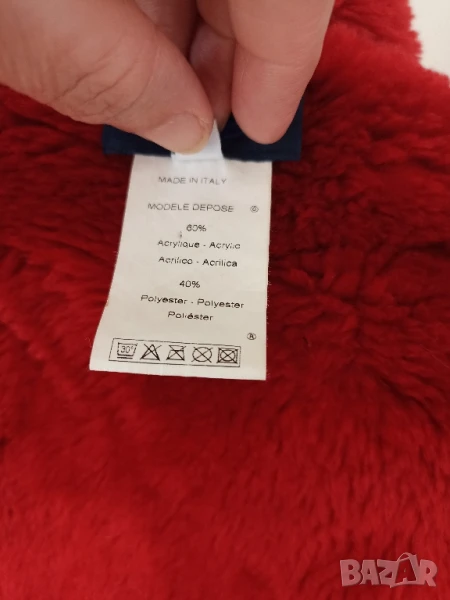 MADE IN ITALY
MODELE DEPOSE ©
60%
Acrylique - Acrylic
Acrilico - Acrilica
40%
Polyester - Polyester
Poliéster
®
30°
BAZAR